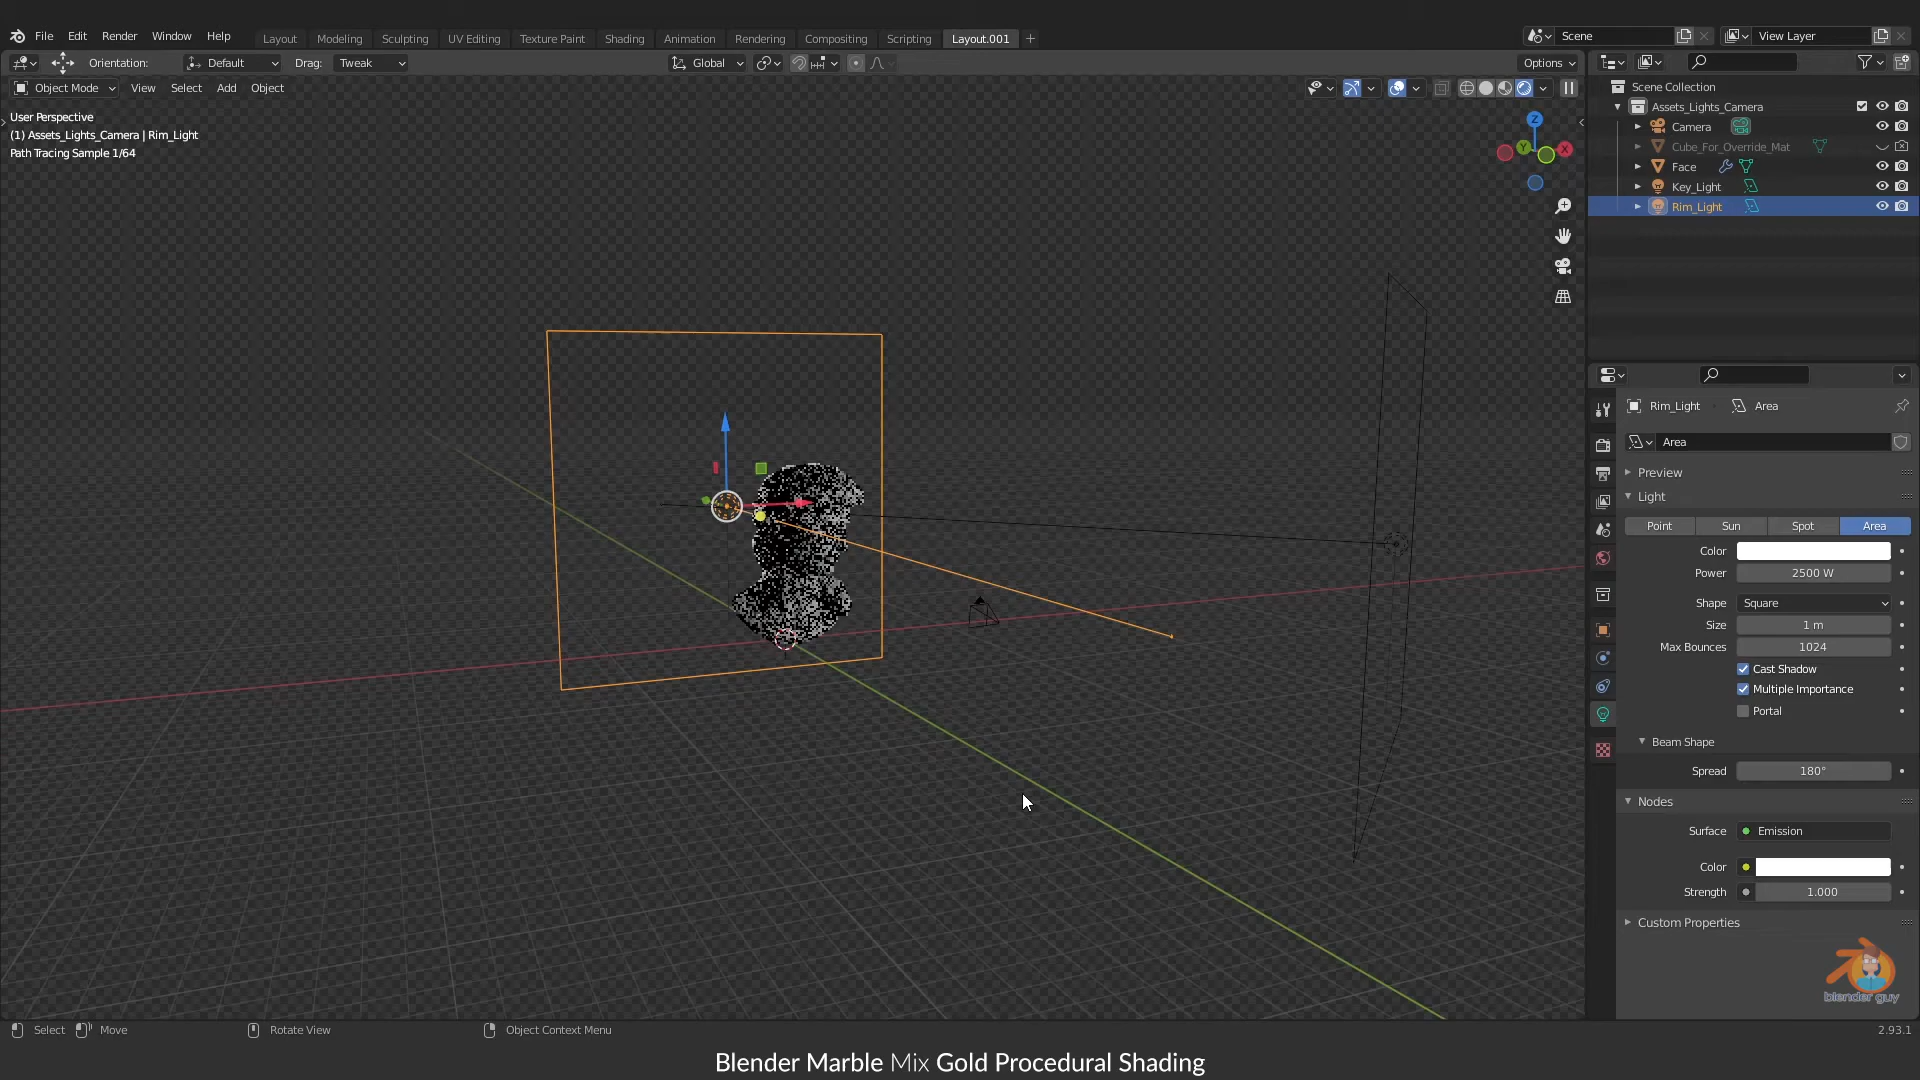 File Edit Render Window Help Layout Modeling Sculpting UV Editing Texture Paint Shading Animation Rendering Compositing Scripting Layout.001 + Scene View Layer
Orientation: Default Drag: Tweak Global Options
Object Mode View Select Add Object
User Perspective
(1) Assets_Lights_Camera | Rim_Light
Path Tracing Sample 1/64
Z
Y
X
Scene Collection
Assets_Lights_Camera
Camera
Cube_For_Override_Mat
Face
Key_Light
Rim_Light
Rim_Light Area
Area
Preview
Light
Point Sun Spot Area
Color
Power 2500 W
Shape Square
Size 1 m
Max Bounces 1024
Cast Shadow
Multiple Importance
Portal
Beam Shape
Spread 180°
Nodes
Surface Emission
Color
Strength 1.000
Custom Properties
blender guy
Select Move Rotate View Object Context Menu 2.93.1
Blender Marble Mix Gold Procedural Shading